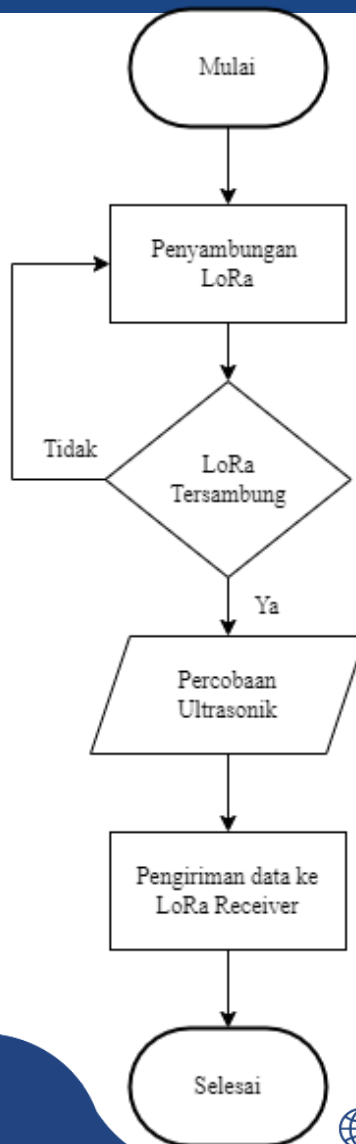 Mulai
Penyambungan
LoRa
LoRa
Tersambung
Tidak
Ya
Percobaan
Ultrasonik
Pengiriman data ke
LoRa Receiver
Selesai